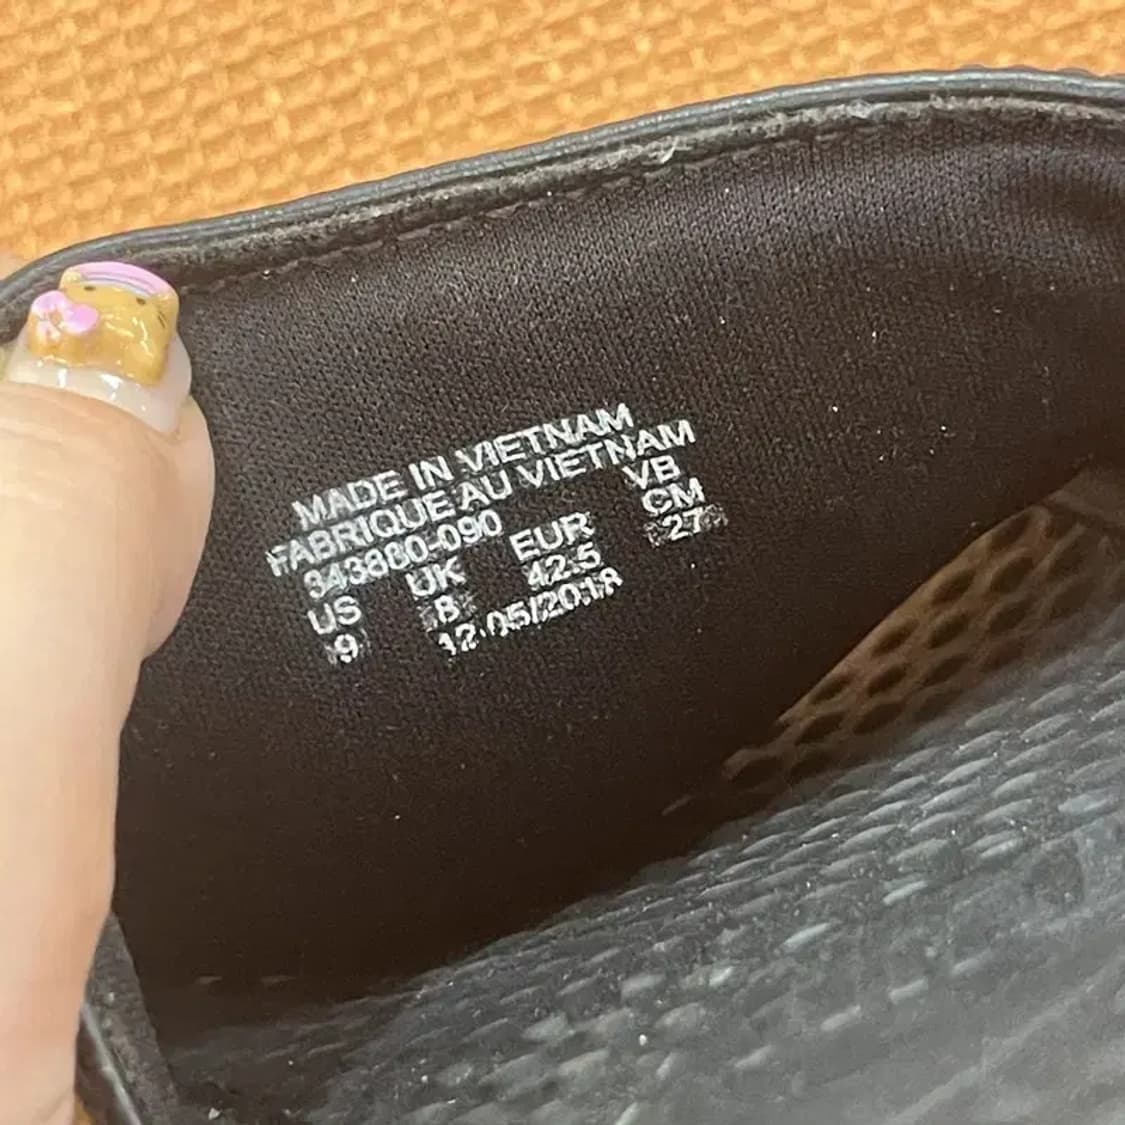 MADE IN VIETNAM
FABRIQUE AU VIETNAM
343880-090 VB
US UK EUR CM
9 8 42.5 27
12/05/2018